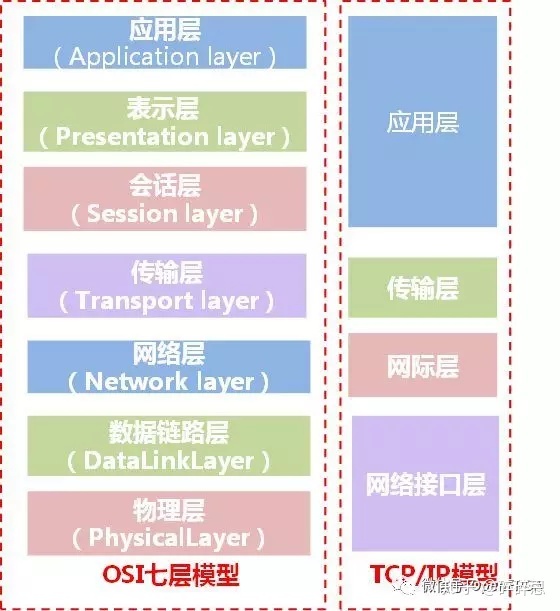 应用层
（Application layer）
表示层
（Presentation layer）
会话层
（Session layer）
传输层
（Transport layer）
网络层
（Network layer）
数据链路层
（DataLinkLayer）
物理层
（PhysicalLayer）
OSI七层模型
应用层
传输层
网际层
网络接口层
TCP/IP模型